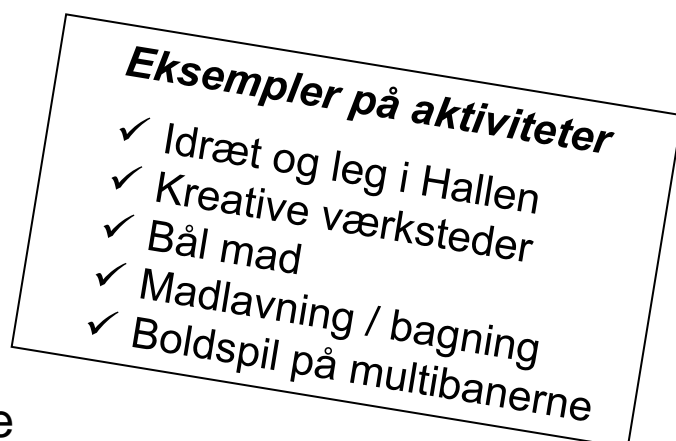 Eksempler på aktiviteter
✓ Idræt og leg i Hallen
✓ Kreative værksteder
✓ Bål mad
✓ Madlavning / bagning
✓ Boldspil på multibanerne
e